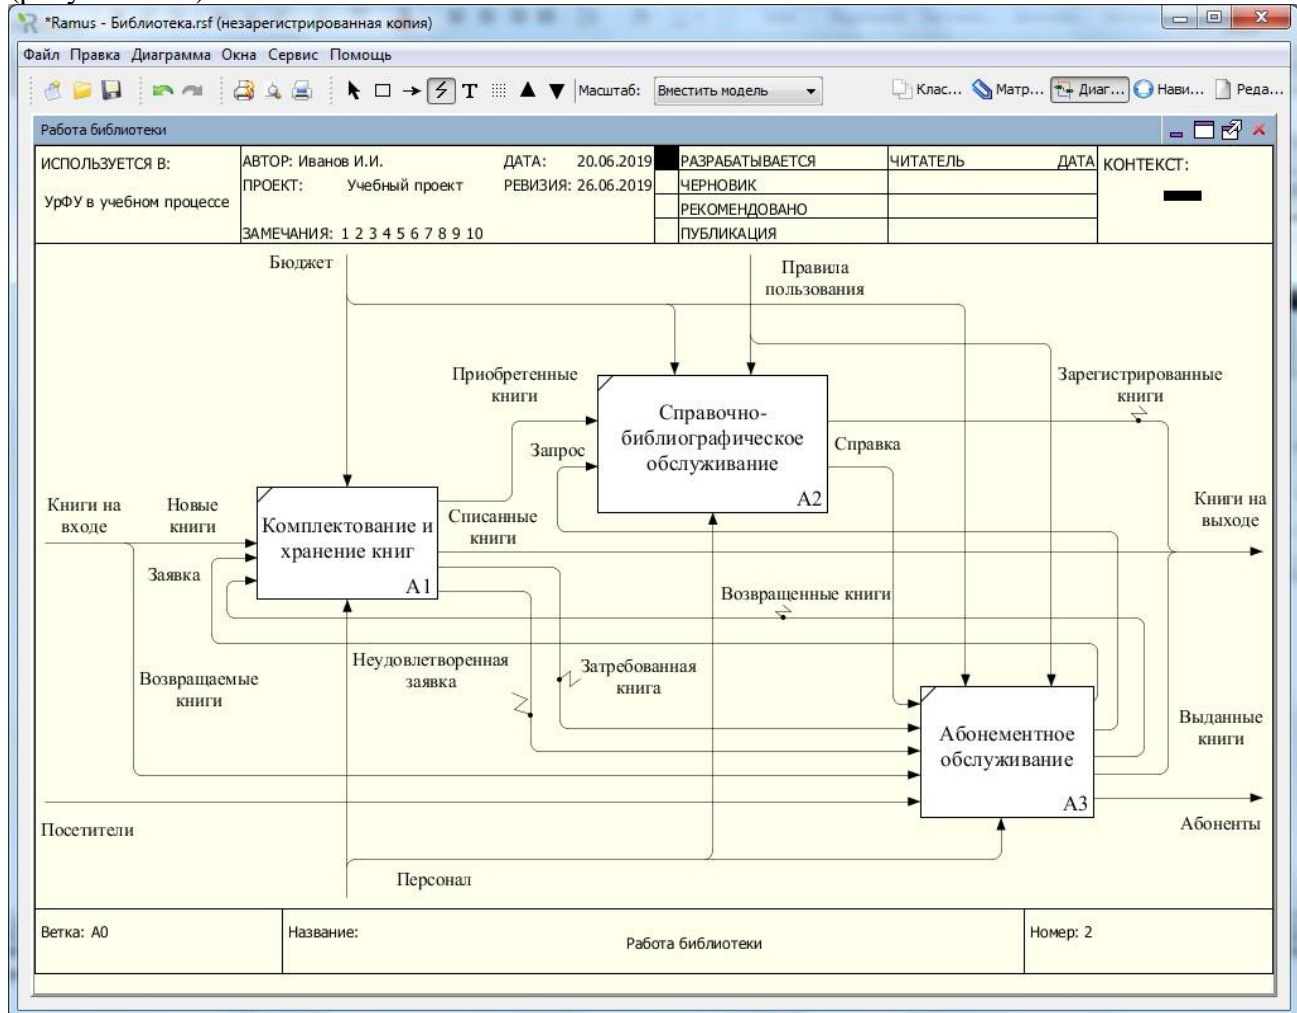 *Ramus - Библиотека.rsf (незарегистрированная копия)
Файл Правка Диаграмма Окна Сервис Помощь
Масштаб: Вместить модель Клас... Матр... Диаг... Нави... Реда...
Работа библиотеки
ИСПОЛЬЗУЕТСЯ В:
УрФУ в учебном процессе
АВТОР: Иванов И.И. ДАТА: 20.06.2019
ПРОЕКТ: Учебный проект РЕВИЗИЯ: 26.06.2019
ЗАМЕЧАНИЯ: 1 2 3 4 5 6 7 8 9 10
РАЗРАБАТЫВАЕТСЯ
ЧЕРНОВИК
РЕКОМЕНДОВАНО
ПУБЛИКАЦИЯ
ЧИТАТЕЛЬ ДАТА
КОНТЕКСТ:
Бюджет
Правила
пользования
Приобретенные
книги
Зарегистрированные
книги
Справочно-
библиографическое
обслуживание
A2
Запрос
Справка
Книги на
входе
Новые
книги
Комплектование и
хранение книг
A1
Списанные
книги
Книги на
выходе
Заявка
Возвращенные книги
Возвращаемые
книги
Неудовлетворенная
заявка
Затребованная
книга
Абонементное
обслуживание
A3
Выданные
книги
Посетители
Абоненты
Персонал
Ветка: A0
Название:
Работа библиотеки
Номер: 2